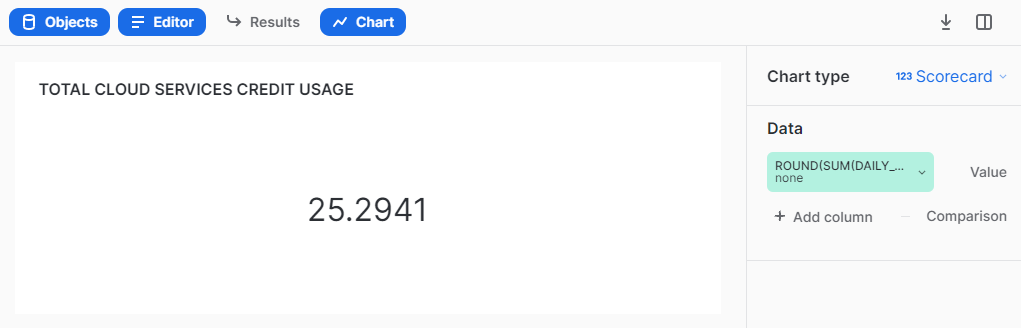 Objects Editor Results Chart
TOTAL CLOUD SERVICES CREDIT USAGE
25.2941
Chart type 123 Scorecard
Data
ROUND(SUM(DAILY_...
none
Value
+ Add column – Comparison